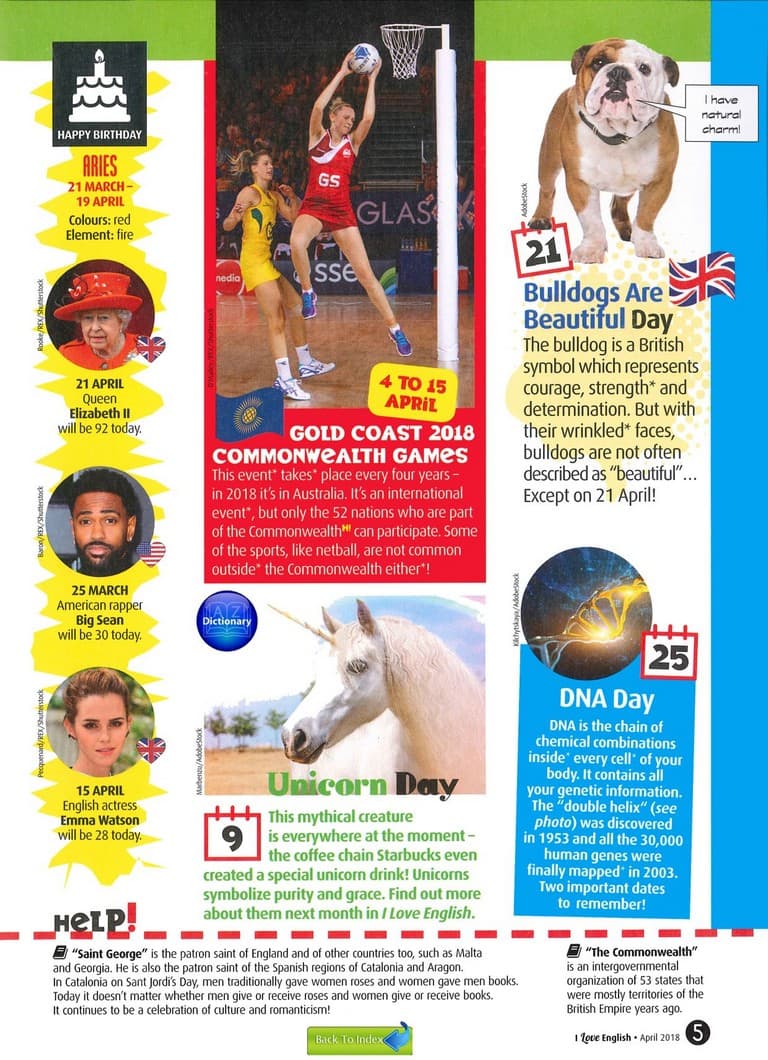 HAPPY BIRTHDAY
ARIES
21 MARCH –
19 APRIL
Colours: red
Element: fire
Rooke/REX/Shutterstock
21 APRIL
Queen
Elizabeth II
will be 92 today.
Baron/REX/Shutterstock
25 MARCH
American rapper
Big Sean
will be 30 today.
Pecquenard/REX/Shutterstock
15 APRIL
English actress
Emma Watson
will be 28 today.
GS
GLAS
media
sse
4 TO 15
APRIL
GOLD COAST 2018
COMMONWEALTH GAMES
This event* takes* place every four years –
in 2018 it's in Australia. It's an international
event*, but only the 52 nations who are part
of the Commonwealth H! can participate. Some
of the sports, like netball, are not common
outside* the Commonwealth either*!
AZ
Dictionary
/AdobeStock
Unicorn Day
9
This mythical creature
is everywhere at the moment –
the coffee chain Starbucks even
created a special unicorn drink! Unicorns
symbolize purity and grace. Find out more
about them next month in I Love English.
I have
natural
charm!
AdobeStock
21
Bulldogs Are
Beautiful Day
The bulldog is a British
symbol which represents
courage, strength* and
determination. But with
their wrinkled* faces,
bulldogs are not often
described as "beautiful"...
Except on 21 April!
/AdobeStock
25
DNA Day
DNA is the chain of
chemical combinations
inside* every cell* of your
body. It contains all
your genetic information.
The "double helix" (see
photo) was discovered
in 1953 and all the 30,000
human genes were
finally mapped* in 2003.
Two important dates
to remember!
HELP!
"Saint George" is the patron saint of England and of other countries too, such as Malta
and Georgia. He is also the patron saint of the Spanish regions of Catalonia and Aragon.
In Catalonia on Sant Jordi's Day, men traditionally gave women roses and women gave men books.
Today it doesn't matter whether men give or receive roses and women give or receive books.
It continues to be a celebration of culture and romanticism!
"The Commonwealth"
is an intergovernmental
organization of 53 states that
were mostly territories of the
British Empire years ago.
Back To Index
I Love English • April 2018 5